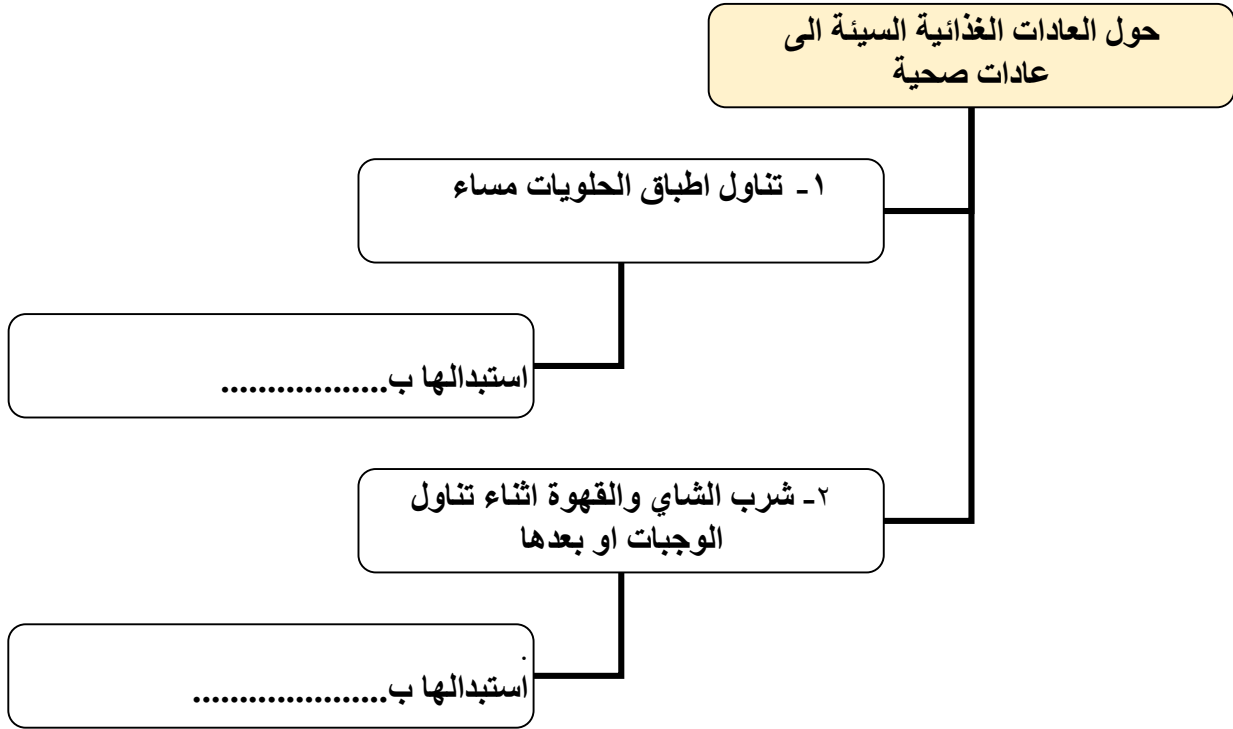 حول العادات الغذائية السيئة الى
عادات صحية
١- تناول اطباق الحلويات مساء
استبدالها ب..................
٢- شرب الشاي والقهوة اثناء تناول
الوجبات او بعدها
.
استبدالها ب.....................